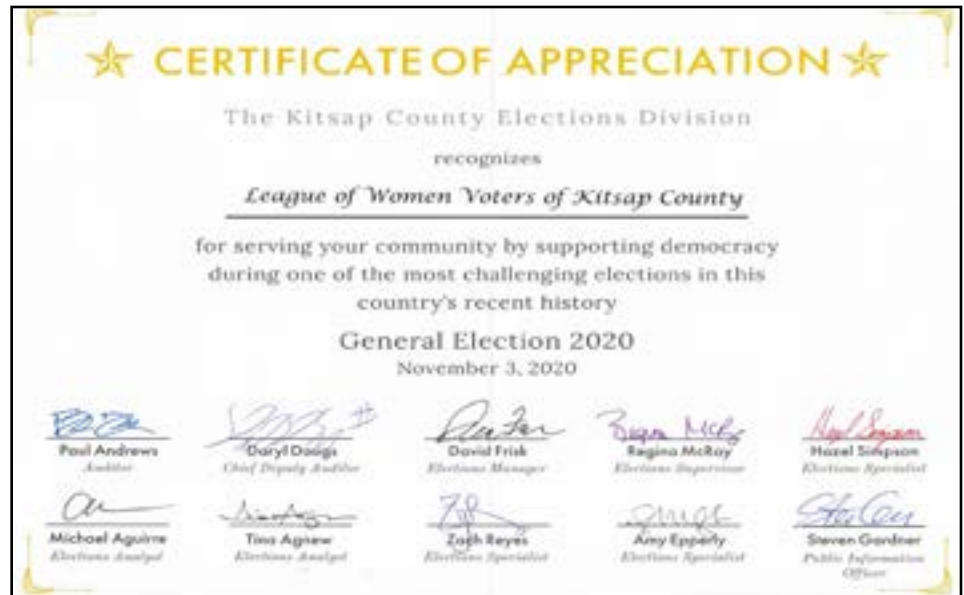 CERTIFICATE OF APPRECIATION
The Kitsap County Elections Division
recognizes
League of Women Voters of Kitsap County
for serving your community by supporting democracy
during one of the most challenging elections in this
country's recent history
General Election 2020
November 3, 2020
Paul Andrews
Auditor
Daryl Daugs
Chief Deputy Auditor
David Frisk
Elections Manager
Regina McRay
Elections Supervisor
Hazel Simpson
Elections Specialist
Michael Aguirre
Elections Analyst
Tina Agnew
Elections Analyst
Zach Reyes
Elections Specialist
Amy Epperly
Elections Specialist
Steven Gardner
Public Information
Officer